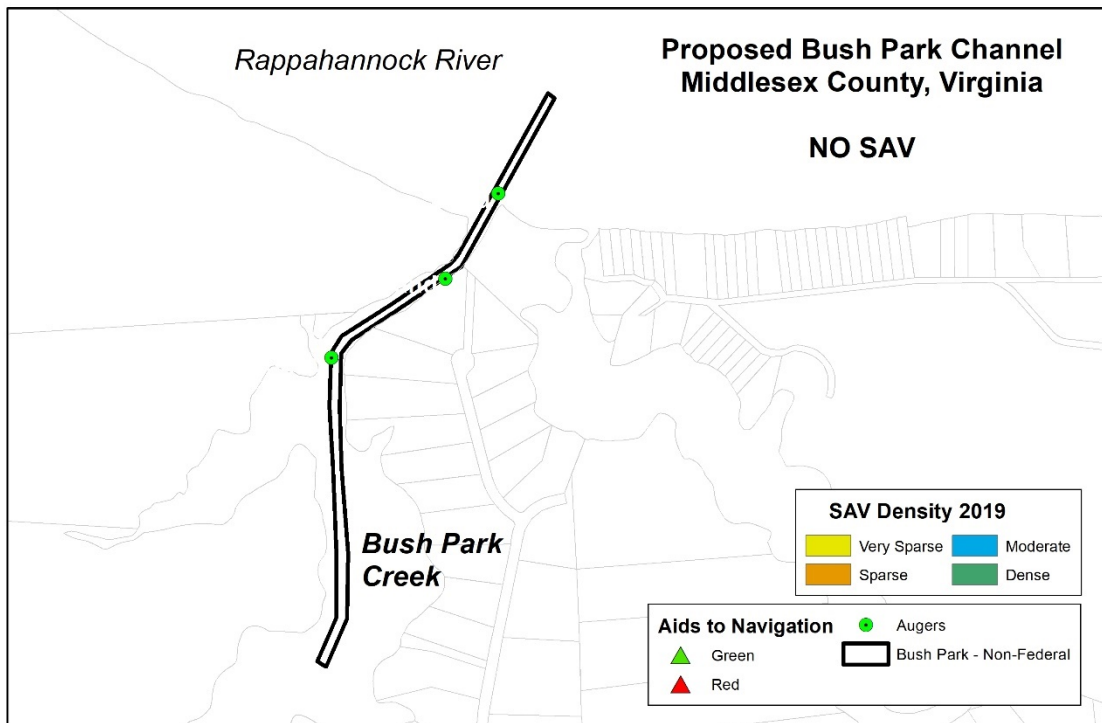 Rappahannock River
Proposed Bush Park Channel
Middlesex County, Virginia
NO SAV
Bush Park
Creek
SAV Density 2019
Very Sparse
Moderate
Sparse
Dense
Aids to Navigation
Augers
Green
Bush Park - Non-Federal
Red